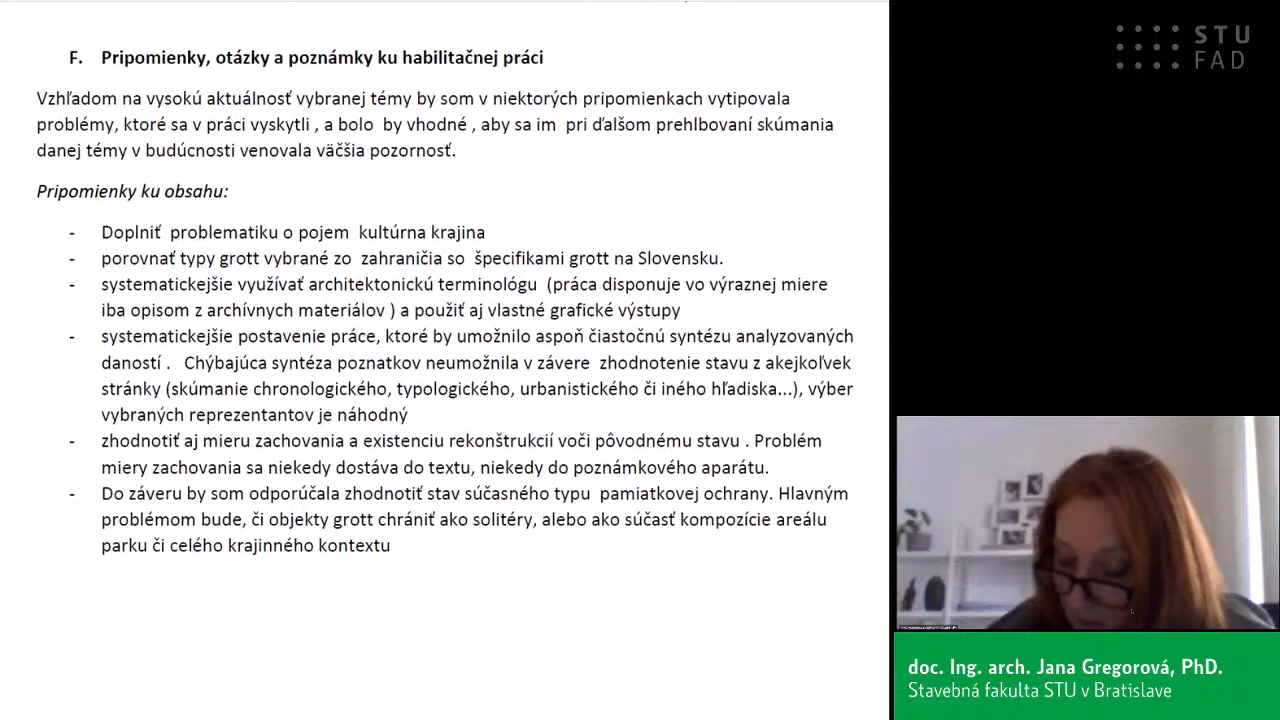 F. Pripomienky, otázky a poznámky ku habilitačnej práci
Vzhľadom na vysokú aktuálnosť vybranej témy by som v niektorých pripomienkach vytipovala
problémy, ktoré sa v práci vyskytli , a bolo by vhodné , aby sa im pri ďalšom prehlbovaní skúmania
danej témy v budúcnosti venovala väčšia pozornosť.
Pripomienky ku obsahu:
- Doplniť problematiku o pojem kultúrna krajina
- porovnať typy grott vybrané zo zahraničia so špecifikami grott na Slovensku.
- systematickejšie využívať architektonickú terminológu (práca disponuje vo výraznej miere
iba opisom z archívnych materiálov ) a použiť aj vlastné grafické výstupy
- systematickejšie postavenie práce, ktoré by umožnilo aspoň čiastočnú syntézu analyzovaných
daností . Chýbajúca syntéza poznatkov neumožnila v závere zhodnotenie stavu z akejkoľvek
stránky (skúmanie chronologického, typologického, urbanistického či iného hľadiska...), výber
vybraných reprezentantov je náhodný
- zhodnotiť aj mieru zachovania a existenciu rekonštrukcií voči pôvodnému stavu . Problém
miery zachovania sa niekedy dostáva do textu, niekedy do poznámkového aparátu.
- Do záveru by som odporúčala zhodnotiť stav súčasného typu pamiatkovej ochrany. Hlavným
problémom bude, či objekty grott chrániť ako solitéry, alebo ako súčasť kompozície areálu
parku či celého krajinného kontextu
STU
FAD
doc. Ing. arch. Jana Gregorová, PhD.
Stavebná fakulta STU v Bratislave